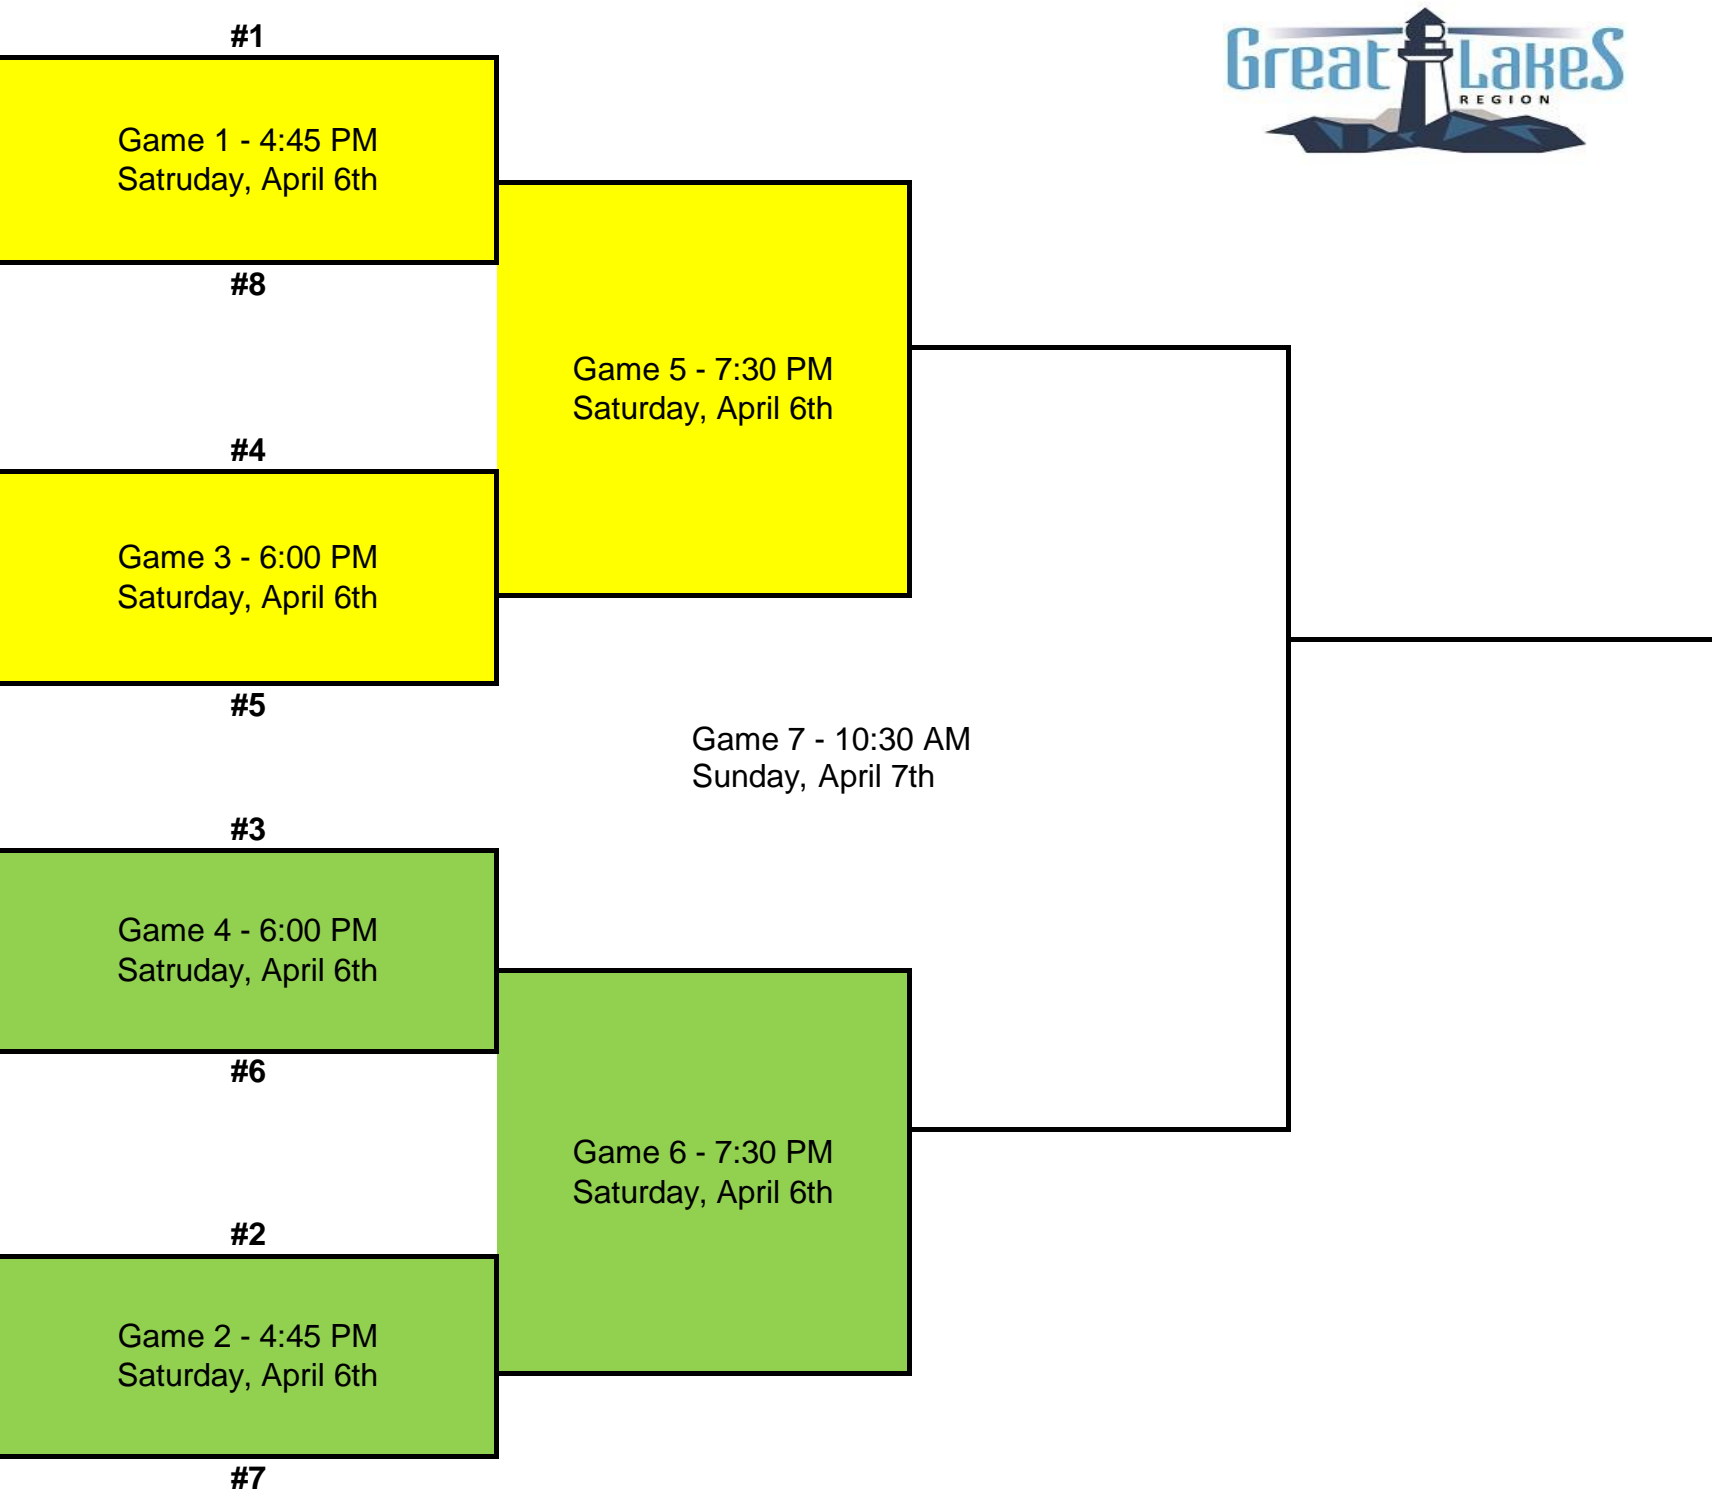 #1
Great Lakes
REGION
Game 1 - 4:45 PM
Satruday, April 6th
#8
Game 5 - 7:30 PM
Saturday, April 6th
#4
Game 3 - 6:00 PM
Saturday, April 6th
#5
Game 7 - 10:30 AM
Sunday, April 7th
#3
Game 4 - 6:00 PM
Satruday, April 6th
#6
Game 6 - 7:30 PM
Saturday, April 6th
#2
Game 2 - 4:45 PM
Saturday, April 6th
#7